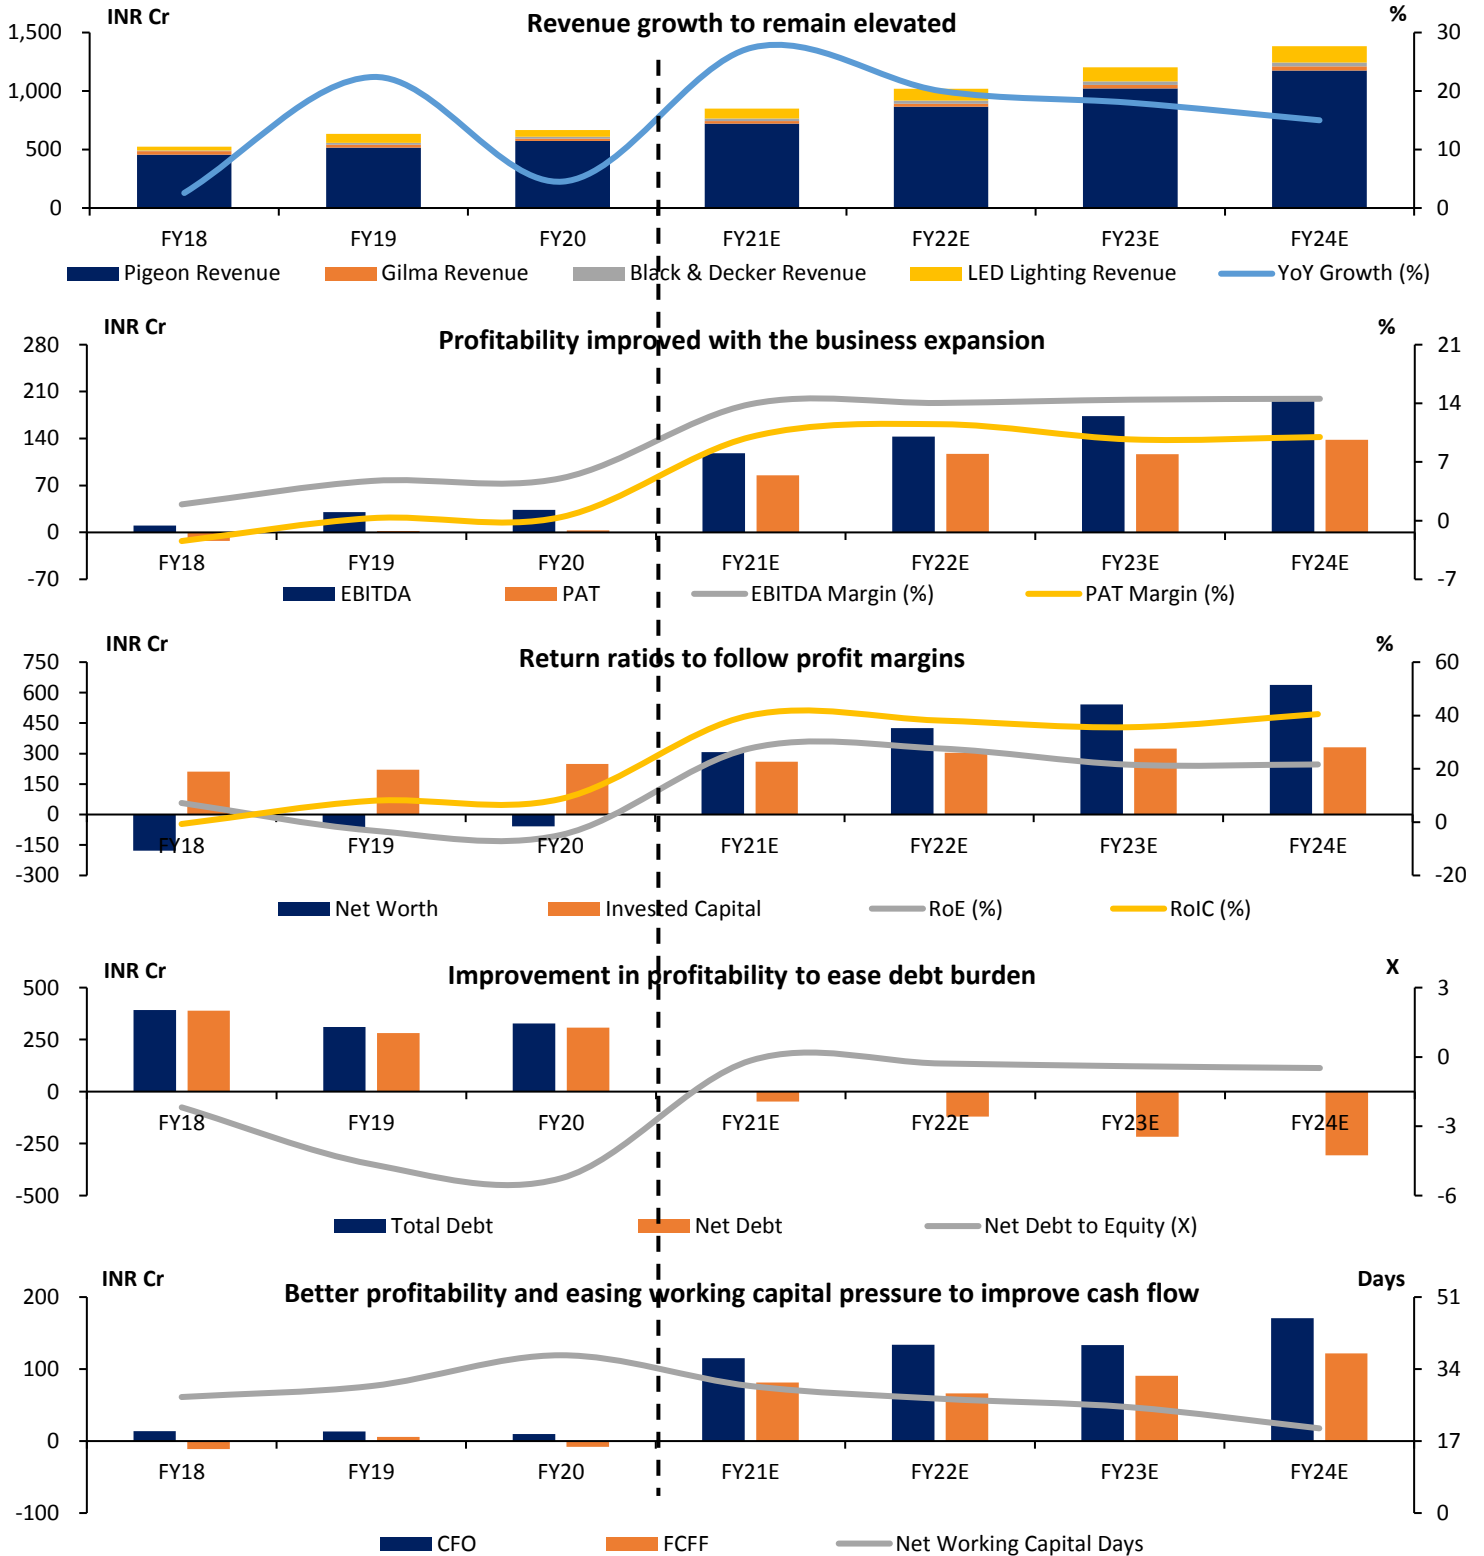 INR Cr
Revenue growth to remain elevated
%
1,500
30
1,000
20
500
10
0
0
FY18 FY19 FY20 FY21E FY22E FY23E FY24E
Pigeon Revenue Gilma Revenue Black & Decker Revenue LED Lighting Revenue YoY Growth (%)
INR Cr
Profitability improved with the business expansion
%
280
21
210
14
140
70
7
0
0
-70
-7
FY18 FY19 FY20 FY21E FY22E FY23E FY24E
EBITDA PAT EBITDA Margin (%) PAT Margin (%)
INR Cr
Return ratios to follow profit margins
%
750
60
600
450
40
300
20
150
0
0
-150
-300
-20
FY18 FY19 FY20 FY21E FY22E FY23E FY24E
Net Worth Invested Capital RoE (%) RoIC (%)
INR Cr
Improvement in profitability to ease debt burden
X
500
3
250
0
0
-250
-3
-500
-6
FY18 FY19 FY20 FY21E FY22E FY23E FY24E
Total Debt Net Debt Net Debt to Equity (X)
INR Cr
Better profitability and easing working capital pressure to improve cash flow
Days
200
51
100
34
0
17
-100
0
FY18 FY19 FY20 FY21E FY22E FY23E FY24E
CFO FCFF Net Working Capital Days